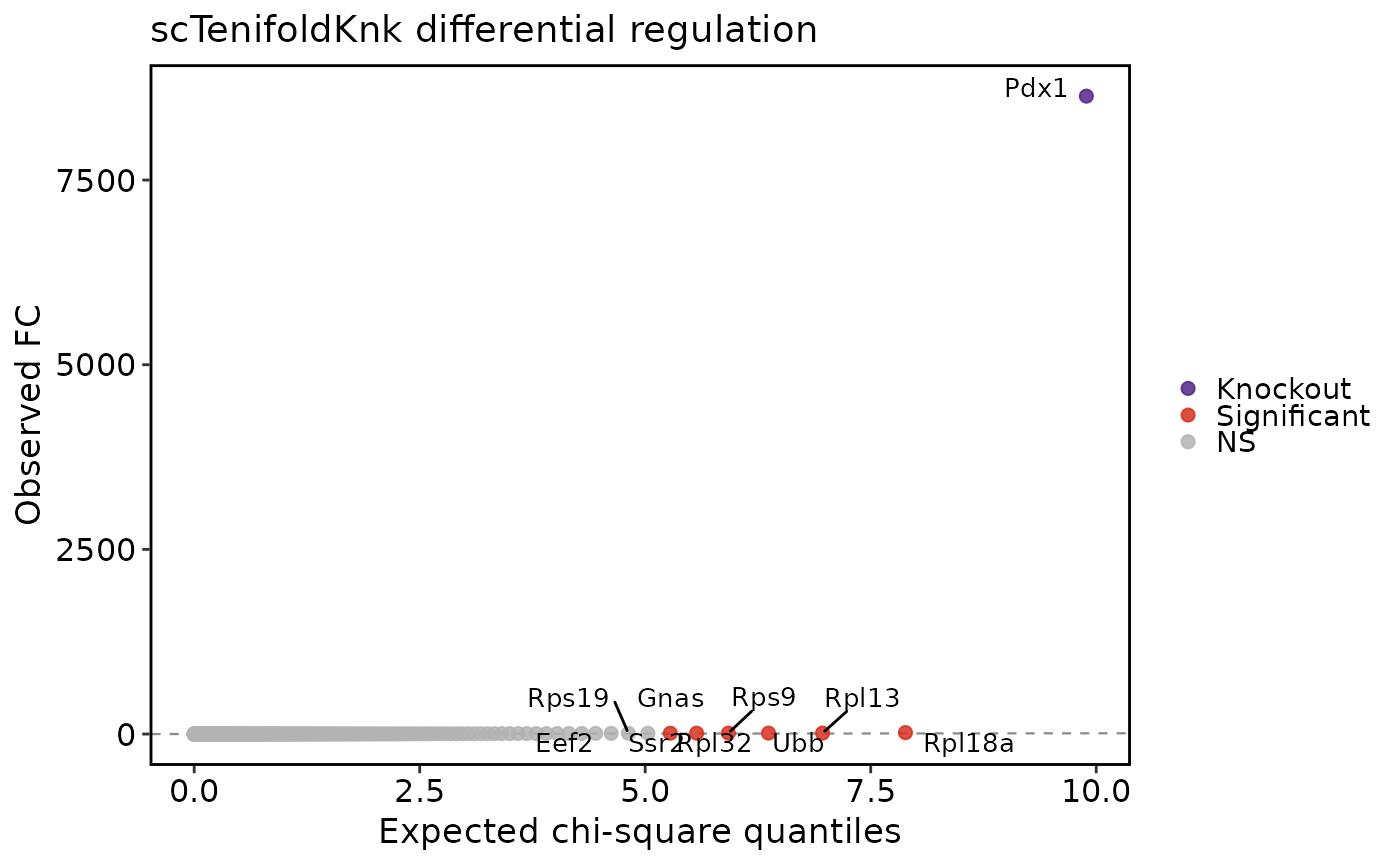 scTenifoldKnk differential regulation
Pdx1
7500
5000
2500
0
Observed FC
Rps19 Gnas Rps9 Rpl13
Eef2 Ssr2 Rpl32 Ubb Rpl18a
0.0 2.5 5.0 7.5 10.0
Expected chi-square quantiles
Knockout
Significant
NS